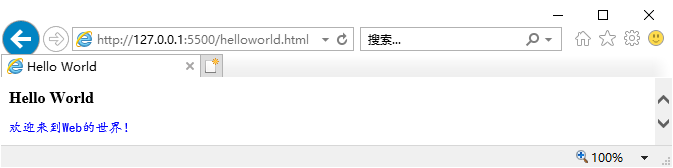 http://127.0.0.1:5500/helloworld.html
搜索...
Hello World
Hello World
欢迎来到Web的世界!
100%